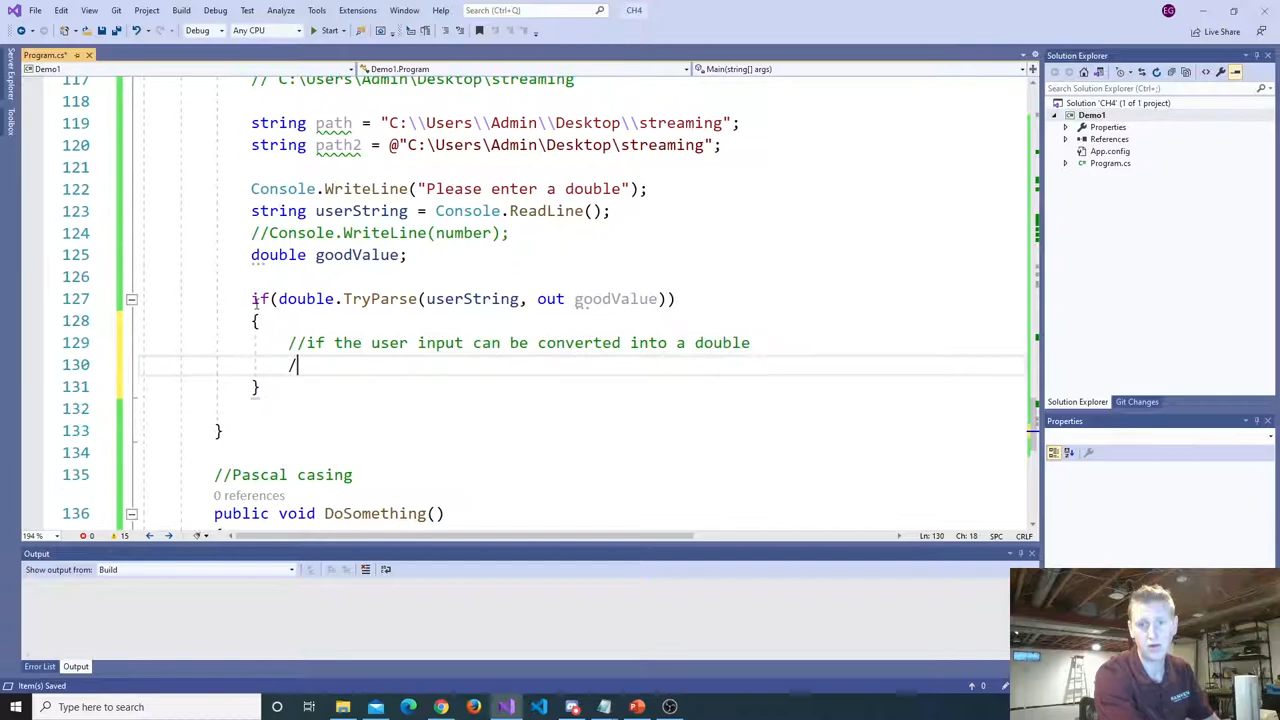 File Edit View Git Project Build Debug Test Analyze Tools Extensions Window Help Search (Ctrl+Q) CH4 EG
Debug Any CPU Start Live Share
Program.cs*
Demo1 Demo1.Program Main(string[] args)
Server Explorer
Toolbox
117 // C:\Users\Admin\Desktop\streaming
118
119 string path = "C:\\Users\\Admin\\Desktop\\streaming";
120 string path2 = @"C:\Users\Admin\Desktop\streaming";
121
122 Console.WriteLine("Please enter a double");
123 string userString = Console.ReadLine();
124 //Console.WriteLine(number);
125 double goodValue;
126
127 if(double.TryParse(userString, out goodValue))
128 {
129 //if the user input can be converted into a double
130 /
131 }
132
133 }
134
135 //Pascal casing
0 references
136 public void DoSomething()
194 % 0 15 Ln: 130 Ch: 18 SPC CRLF
Solution Explorer
Search Solution Explorer (Ctrl+;)
Solution 'CH4' (1 of 1 project)
Demo1
Properties
References
App.config
Program.cs
Solution Explorer Git Changes
Properties
Output
Show output from: Build
Error List Output
Item(s) Saved 0
Type here to search